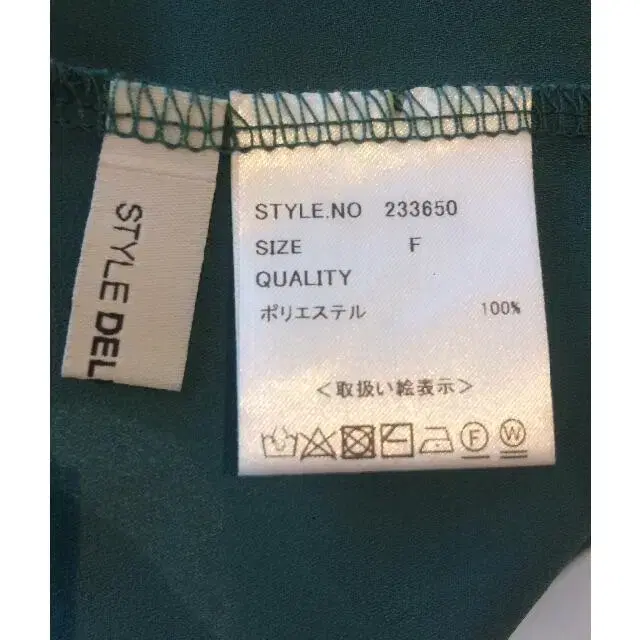 STYLE DEL
STYLE.NO 233650
SIZE F
QUALITY
ポリエステル 100%
<取扱い絵表示>
F W